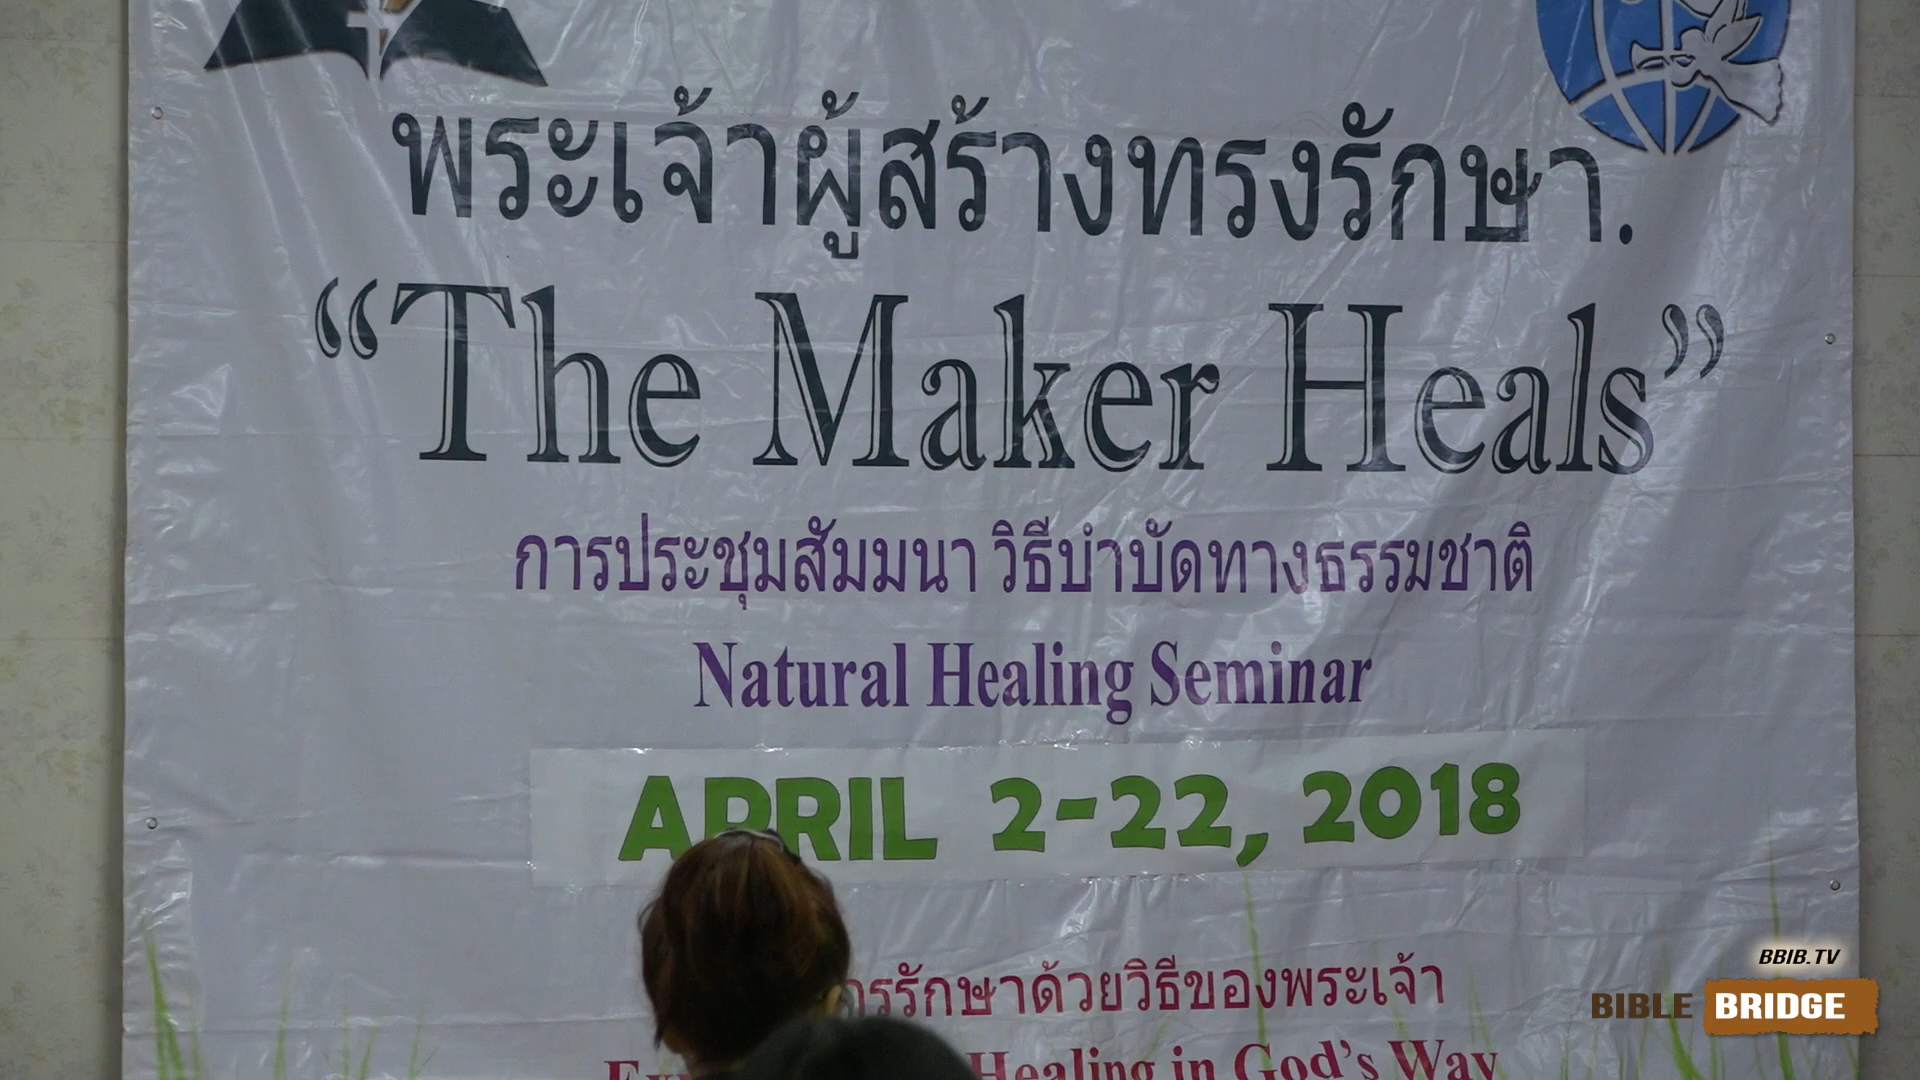 พระเจ้าผู้สร้างทรงรักษา.
“The Maker Heals”
การประชุมสัมมนา วิธีบำบัดทางธรรมชาติ
Natural Healing Seminar
APRIL 2-22, 2018
รรักษาด้วยวิธีของพระเจ้า
Healing in God's Way
BBIB.TV
BIBLE BRIDGE